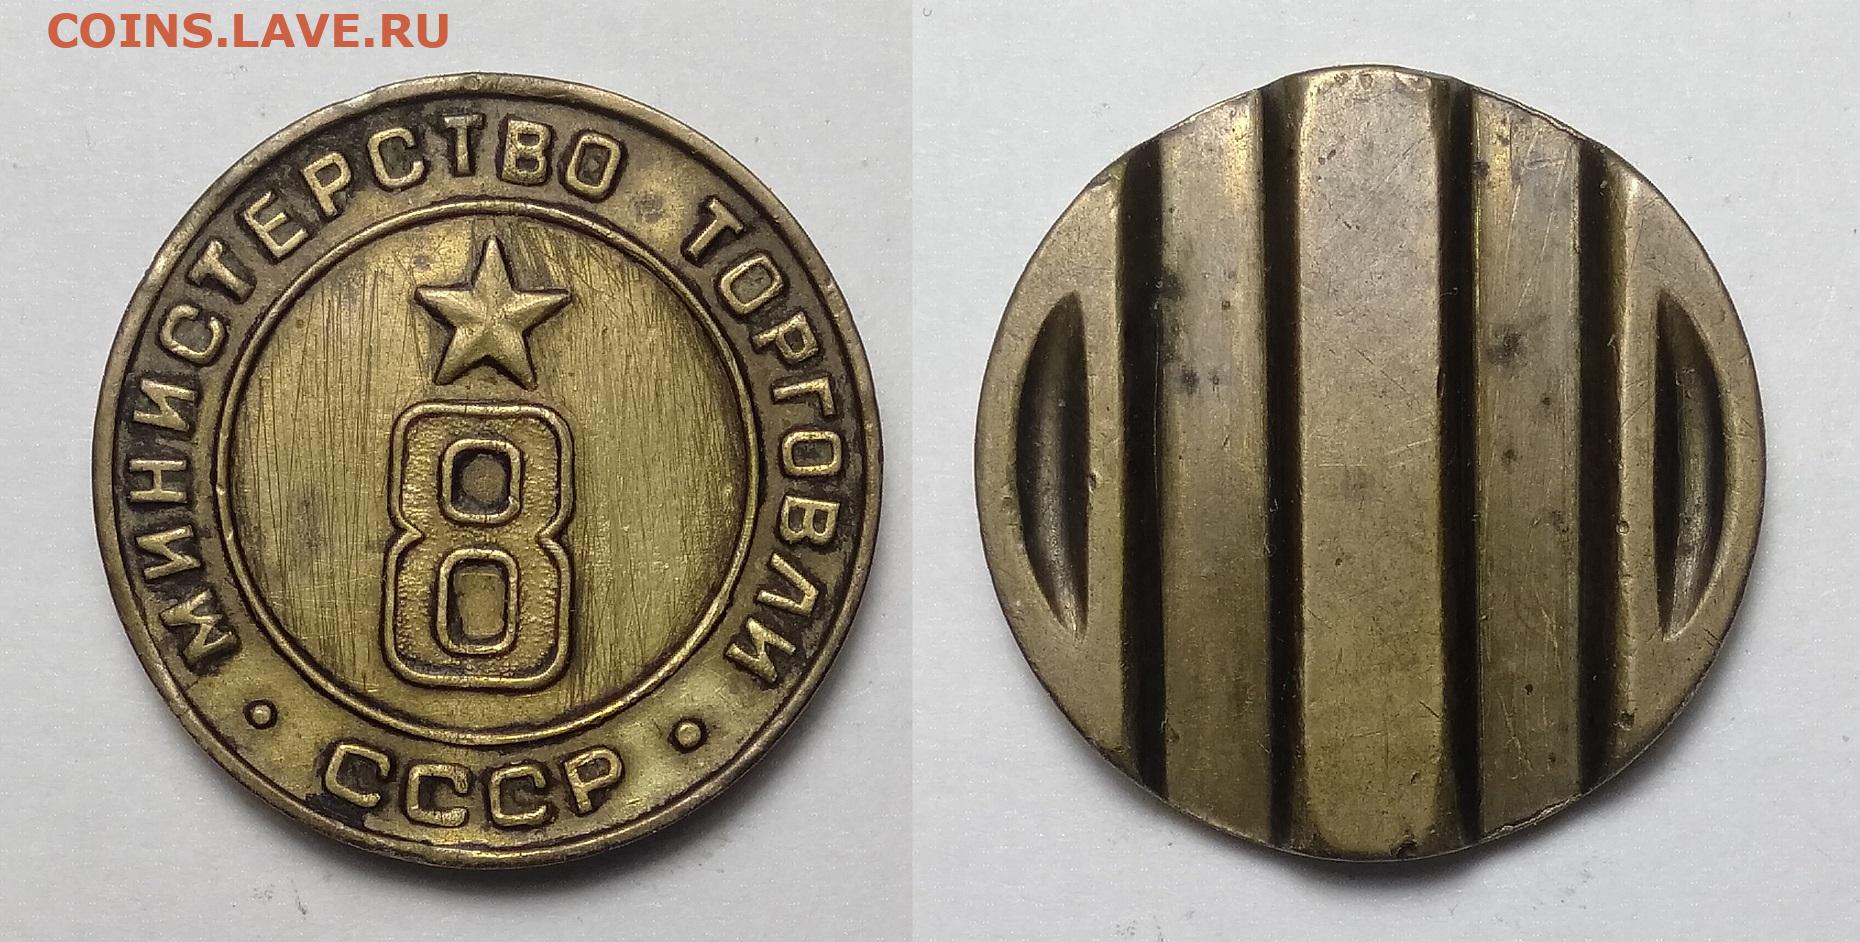 COINS.LAVE.RU
МИНИСТЕРСТВО ТОРГОВЛИ
8
• СССР •